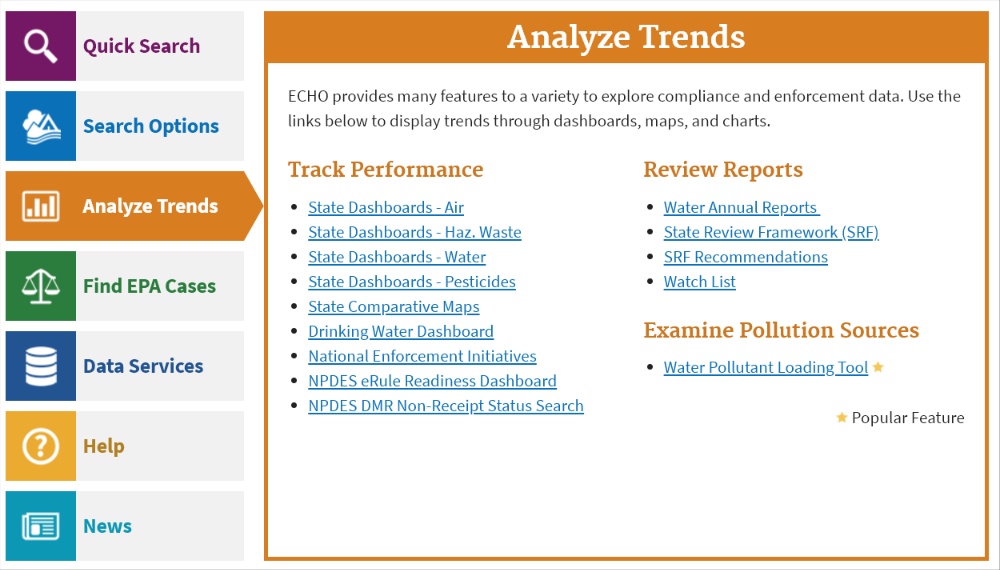 Quick Search
Search Options
Analyze Trends
Find EPA Cases
Data Services
Help
News
Analyze Trends
ECHO provides many features to a variety to explore compliance and enforcement data. Use the
links below to display trends through dashboards, maps, and charts.
Track Performance
State Dashboards - Air
State Dashboards - Haz. Waste
State Dashboards - Water
State Dashboards - Pesticides
State Comparative Maps
Drinking Water Dashboard
National Enforcement Initiatives
NPDES eRule Readiness Dashboard
NPDES DMR Non-Receipt Status Search
Review Reports
Water Annual Reports
State Review Framework (SRF)
SRF Recommendations
Watch List
Examine Pollution Sources
Water Pollutant Loading Tool
Popular Feature